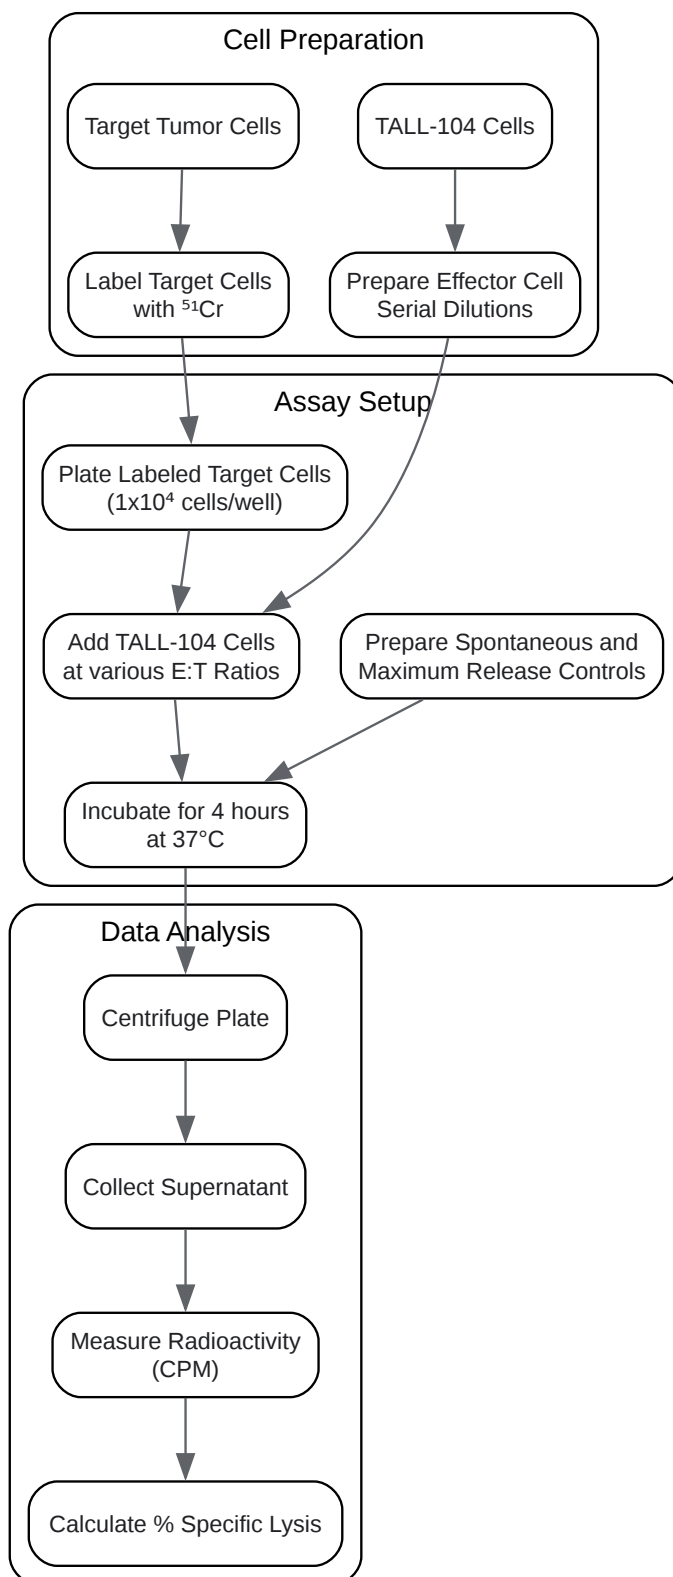 Cell Preparation
Target Tumor Cells
TALL-104 Cells
Label Target Cells
with ⁵¹Cr
Prepare Effector Cell
Serial Dilutions
Assay Setup
Plate Labeled Target Cells
(1x10⁴ cells/well)
Add TALL-104 Cells
at various E:T Ratios
Prepare Spontaneous and
Maximum Release Controls
Incubate for 4 hours
at 37°C
Data Analysis
Centrifuge Plate
Collect Supernatant
Measure Radioactivity
(CPM)
Calculate % Specific Lysis